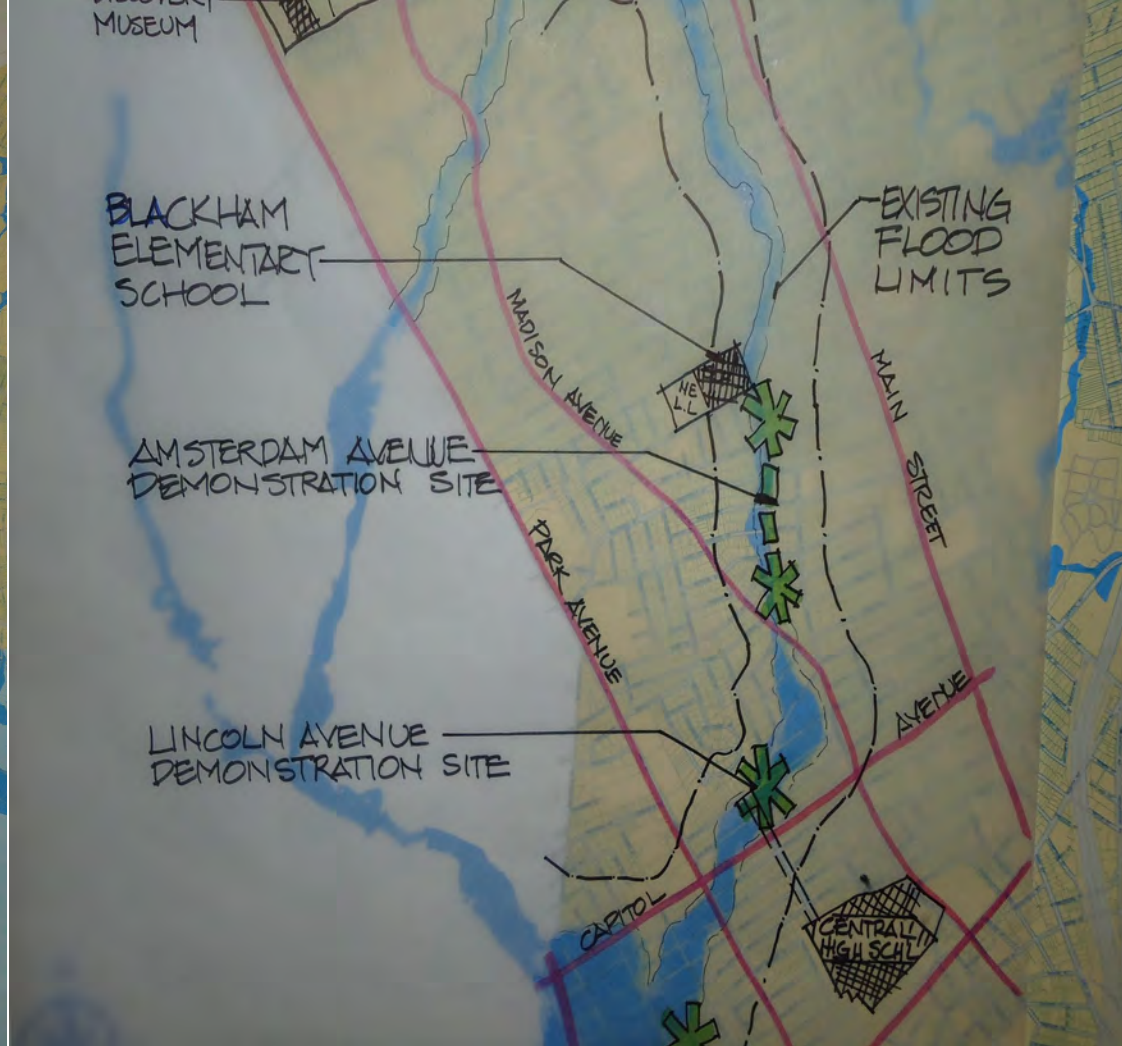 MUSEUM
BLACKHAM
ELEMENTARY
SCHOOL
EXISTING
FLOOD
LIMITS
MADISON AVENUE
MAIN STREET
NE
L.L
AMSTERDAM AVENUE
DEMONSTRATION SITE
PARK AVENUE
LINCOLN AVENUE
DEMONSTRATION SITE
CAPITOL AVENUE
CENTRAL
HIGH SCHL